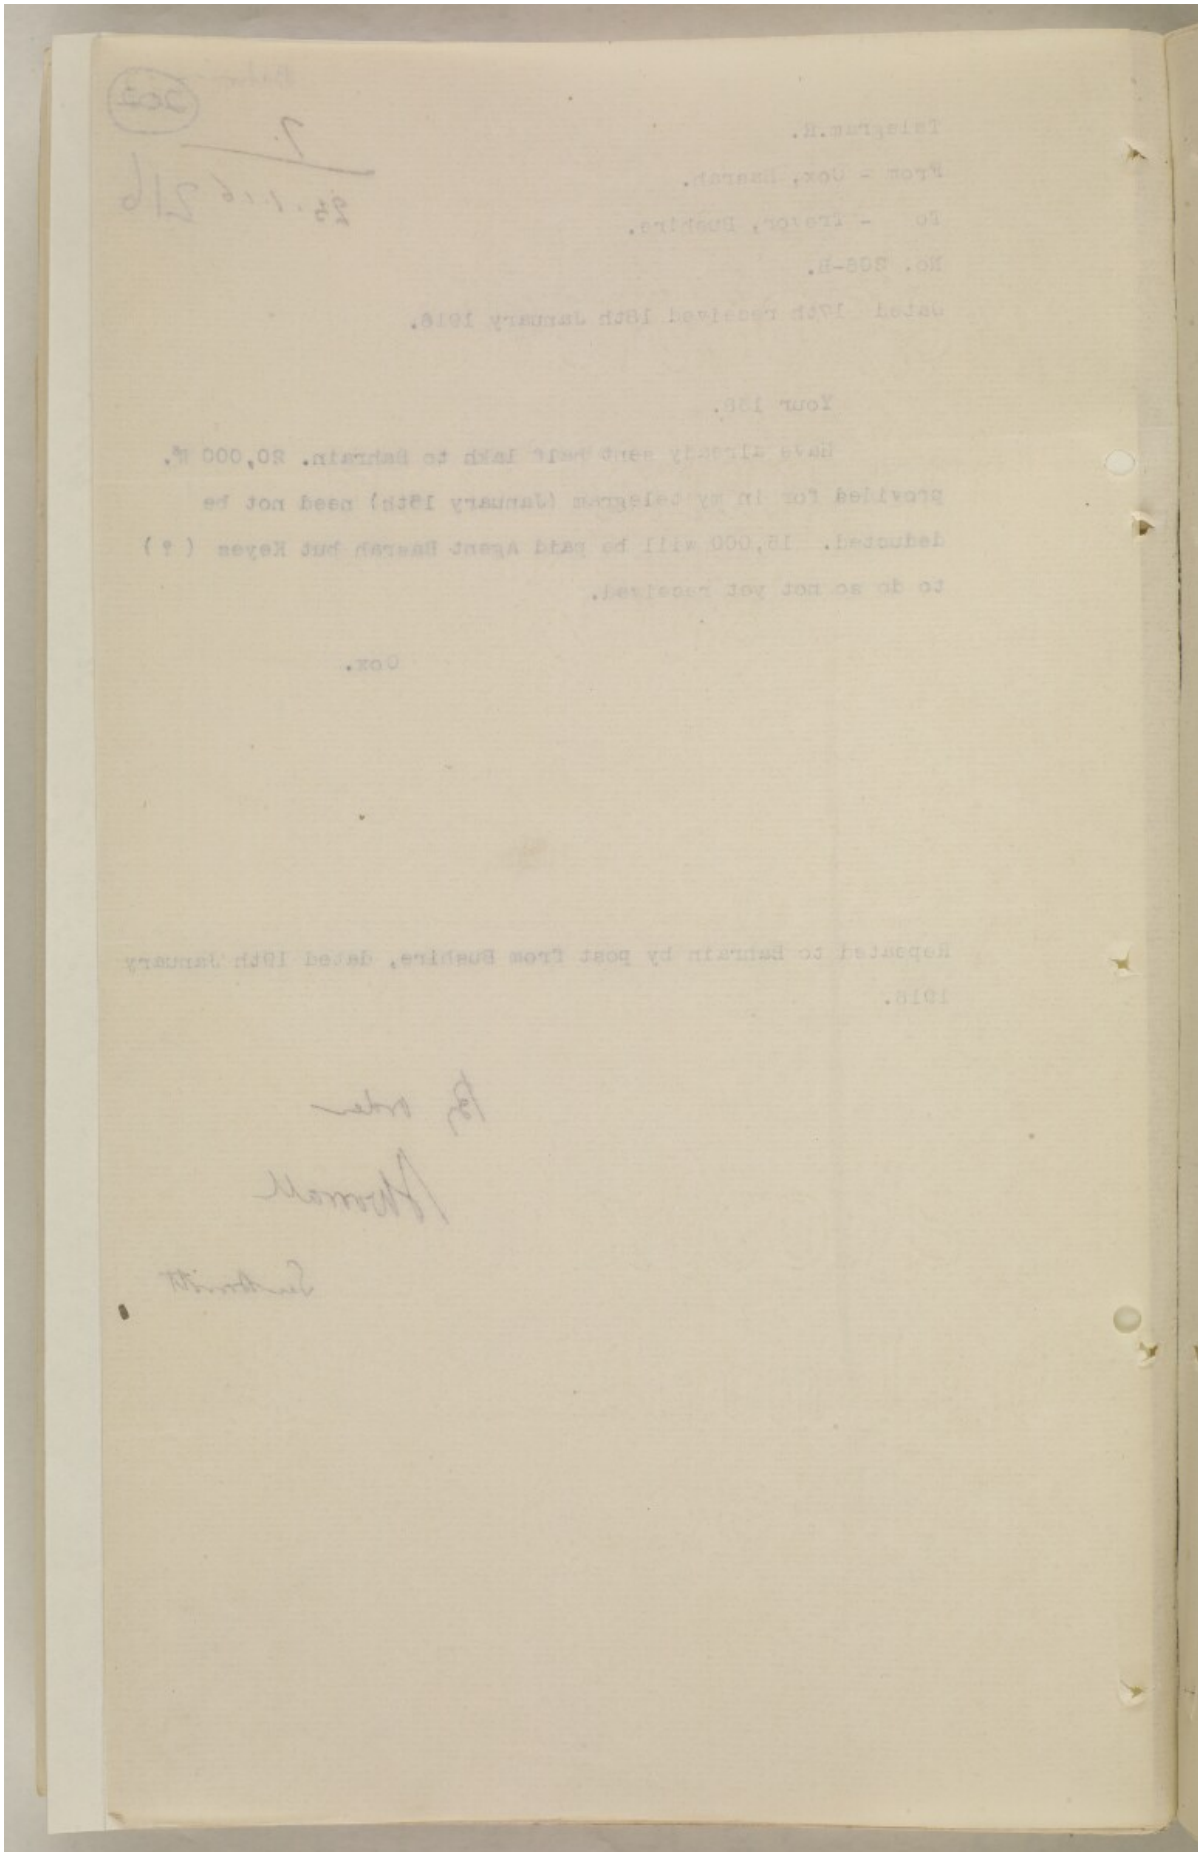 Telegram.R.
From - Cox, Basrah.
To - Trevor, Bushire.
No.
dated 17th received 18th January 1916.
Your
Have already sent half lakh to Bahrain. 20,000 Rs.
provided for in my telegram (January 15th) need not be
deducted. 15,000 will be paid Agent Basrah but Keyes (?)
to do so not yet received.
Cox.
Repeated to Bahrain by post from Bushire, dated 19th January
1916.
By order